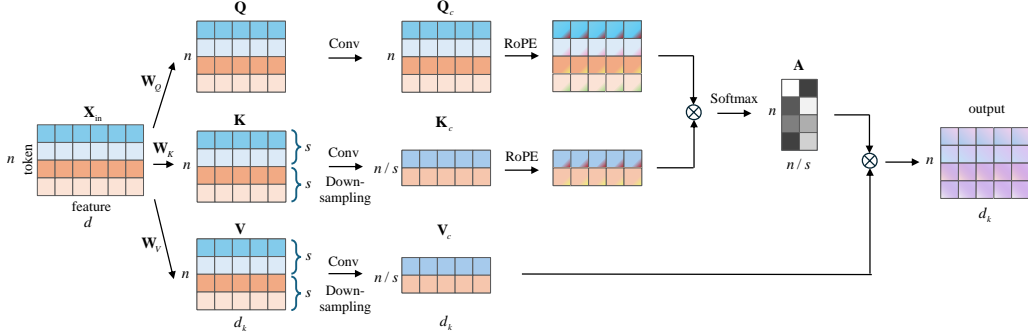 Q
Q_c
n
Conv
n
RoPE
W_Q
A
Softmax
n
X_in
output
K
K_c
n
token
W_K
n
s
s
Conv
Down-
sampling
n / s
RoPE
n / s
n
feature
d
d_k
W_V
V
V_c
n
s
s
Conv
Down-
sampling
n / s
d_k
d_k